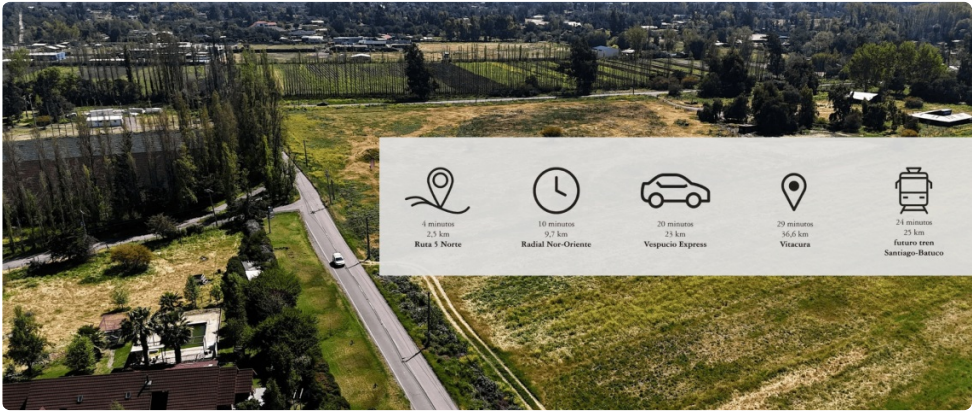 4 minutos
2,5 km
Ruta 5 Norte
10 minutos
9,7 km
Radial Nor-Oriente
20 minutos
23 km
Vespucio Express
29 minutos
36,6 km
Vitacura
24 minutos
25 km
futuro tren
Santiago-Batuco